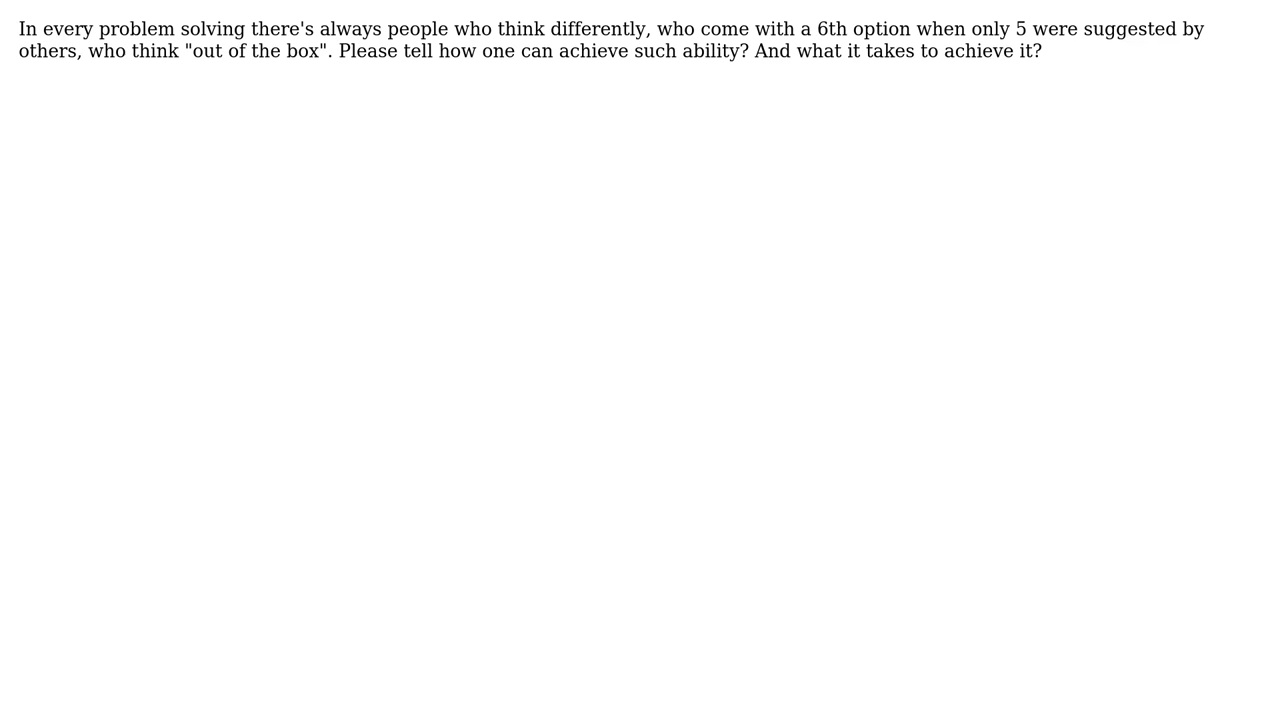 In every problem solving there's always people who think differently, who come with a 6th option when only 5 were suggested by
others, who think "out of the box". Please tell how one can achieve such ability? And what it takes to achieve it?